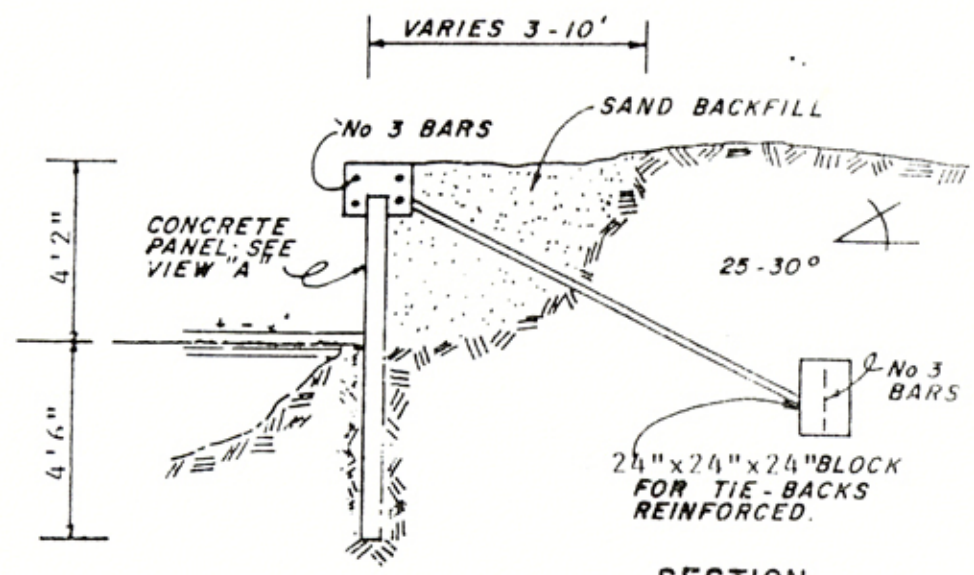 VARIES 3-10'
SAND BACKFILL
No 3 BARS
CONCRETE
PANEL; SEE
VIEW "A"
4'2"
25-30°
4'6"
No 3
BARS
24"x24"x24" BLOCK
FOR TIE-BACKS
REINFORCED.
SECTION